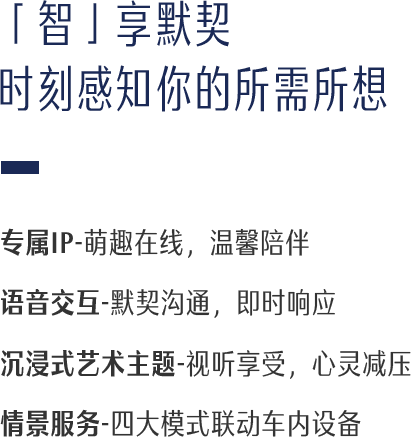 「智」享默契
时刻感知你的所需所想
专属IP-萌趣在线，温馨陪伴
语音交互-默契沟通，即时响应
沉浸式艺术主题-视听享受，心灵减压
情景服务-四大模式联动车内设备